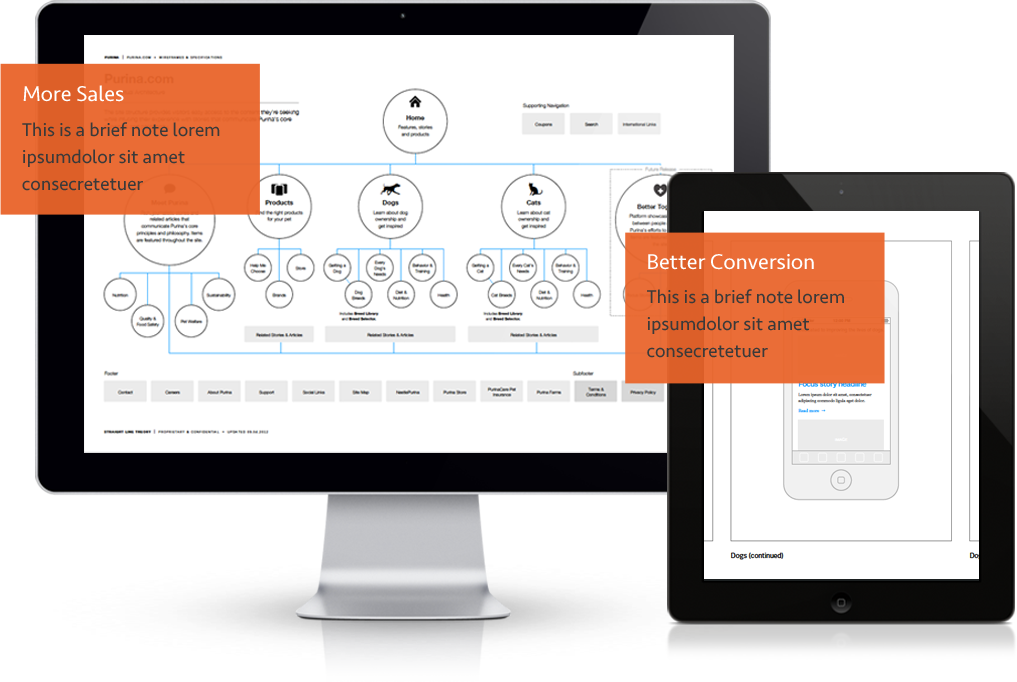 PURINA | PURINA.COM • WIREFRAMES & SPECIFICATIONS
Purina.com
More Sales
This is a brief note lorem
ipsumdolor sit amet
consecretetuer
they're seeking
Purina's core
Home
Features, stories
and products
Supporting Navigation
Coupons
Search
International Links
Future Release
Products
the right products
for your pet
Dogs
Learn about dog
ownership and
get inspired
Cats
Learn about cat
ownership and
get inspired
Better Tog
Platform showcas
between people
Purina's efforts to
related articles that
communicate Purina's core
principles and philosophy. Items
are featured throughout the site.
Nutrition
Quality &
Food Safety
Pet Welfare
Sustainability
Help Me
Choose
Brands
Store
Getting a
Dog
Dog
Breeds
Every
Dog's
Needs
Diet &
Nutrition
Behavior &
Training
Health
Includes Breed Library
and Breed Selector.
Getting a
Cat
Cat Breeds
Every Cat's
Needs
Diet &
Nutrition
Behavior &
Training
Health
Includes Breed Library
and Breed Selector.
Related Stories & Articles
Related Stories & Articles
Related Stories & Articles
Footer
Subfooter
Contact
Careers
About Purina
Support
Social Links
Site Map
NestlePurina
Purina Store
PurinaCare Pet
Insurance
Purina Farms
Terms &
Conditions
Privacy Policy
STRAIGHT LINE THEORY | PROPRIETARY & CONFIDENTIAL • UPDATED 05.04.2012
Better Conversion
This is a brief note lorem
ipsumdolor sit amet
consecretetuer
Focus story headline
Lorem ipsum dolor sit amet, consectetuer
adipiscing commodo ligula eget dolor.
Read more →
Dogs (continued)
Do